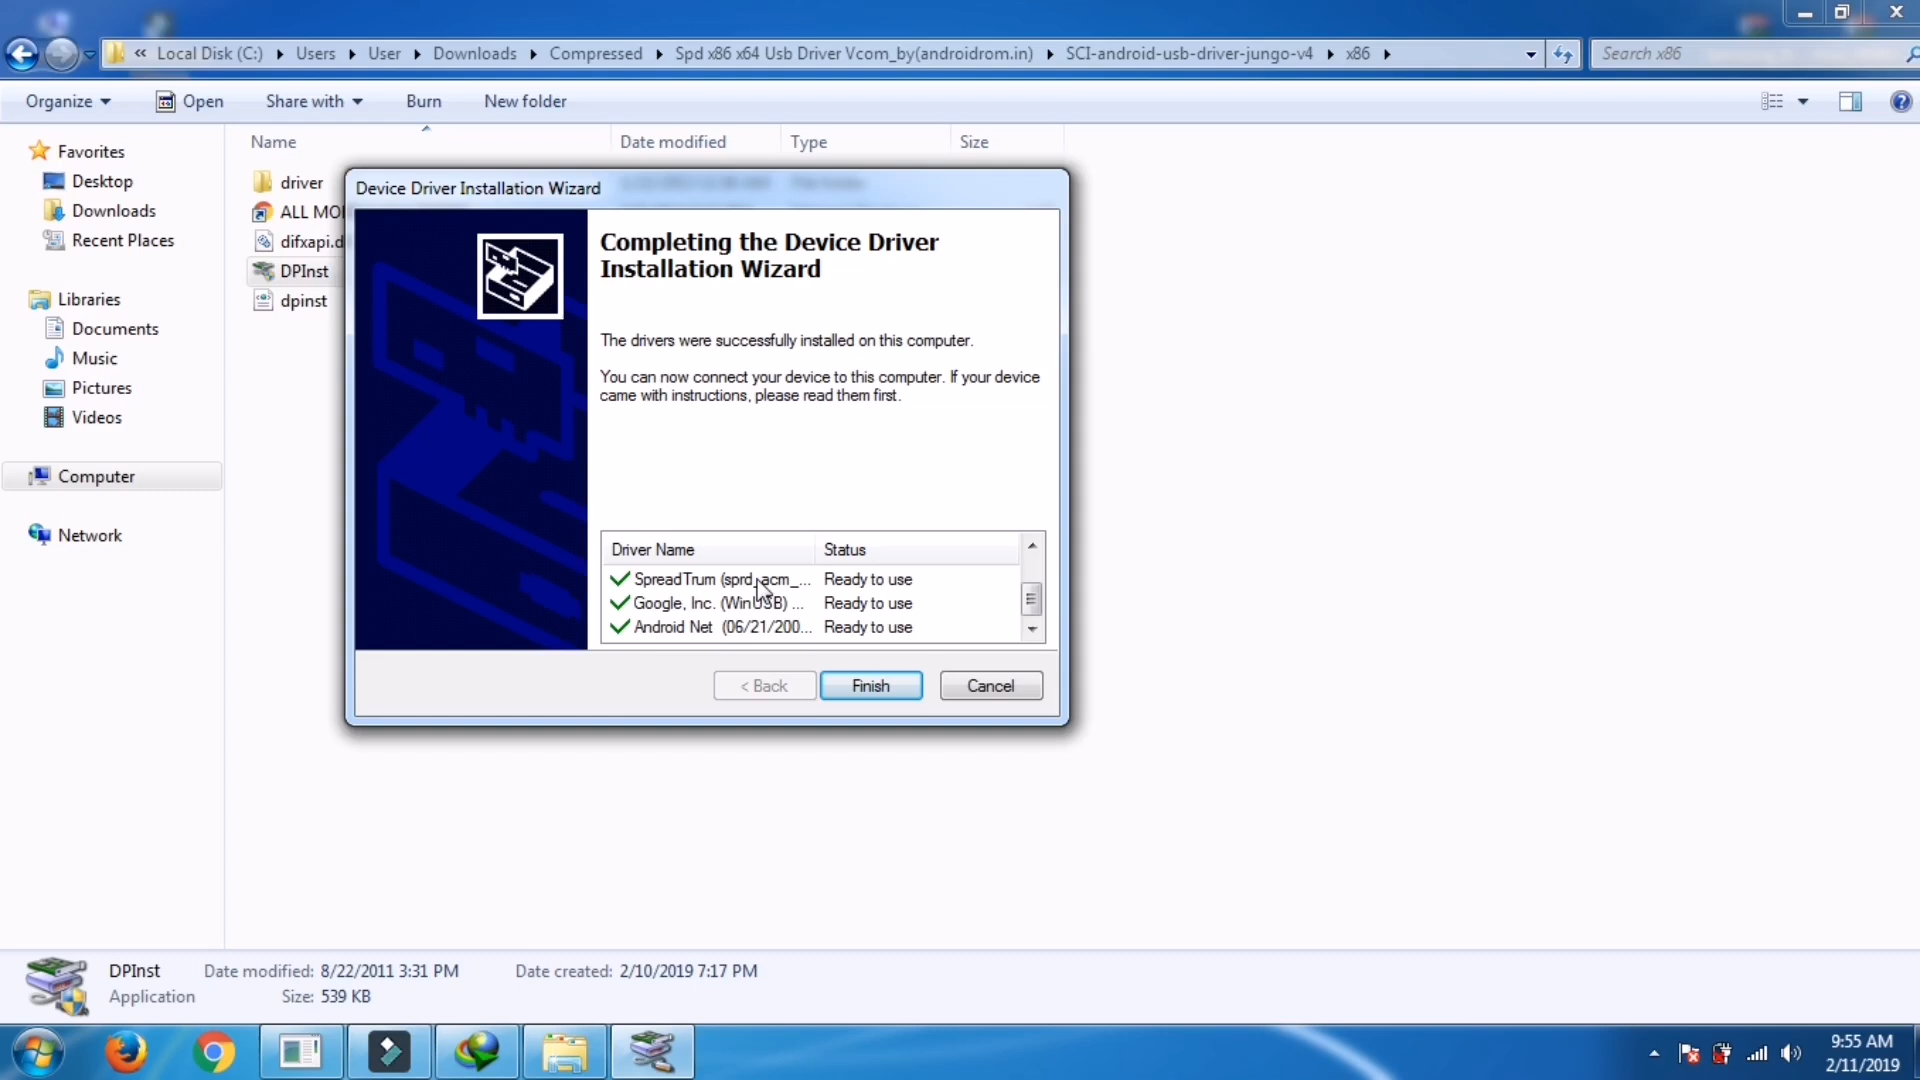 « Local Disk (C:) Users User Downloads Compressed Spd x86 x64 Usb Driver Vcom_by(androidrom.in) SCI-android-usb-driver-jungo-v4 x86
Search x86
Organize Open Share with Burn New folder
Name Date modified Type Size
Favorites
Desktop
Downloads
Recent Places
Libraries
Documents
Music
Pictures
Videos
Computer
Network
driver
ALL MO
difxapi.d
DPInst
dpinst
Device Driver Installation Wizard
Completing the Device Driver
Installation Wizard
The drivers were successfully installed on this computer.
You can now connect your device to this computer. If your device
came with instructions, please read them first.
Driver Name Status
SpreadTrum (sprd_acm_... Ready to use
Google, Inc. (WinUSB) ... Ready to use
Android Net (06/21/200... Ready to use
< Back Finish Cancel
DPInst Date modified: 8/22/2011 3:31 PM Date created: 2/10/2019 7:17 PM
Application Size: 539 KB
9:55 AM
2/11/2019